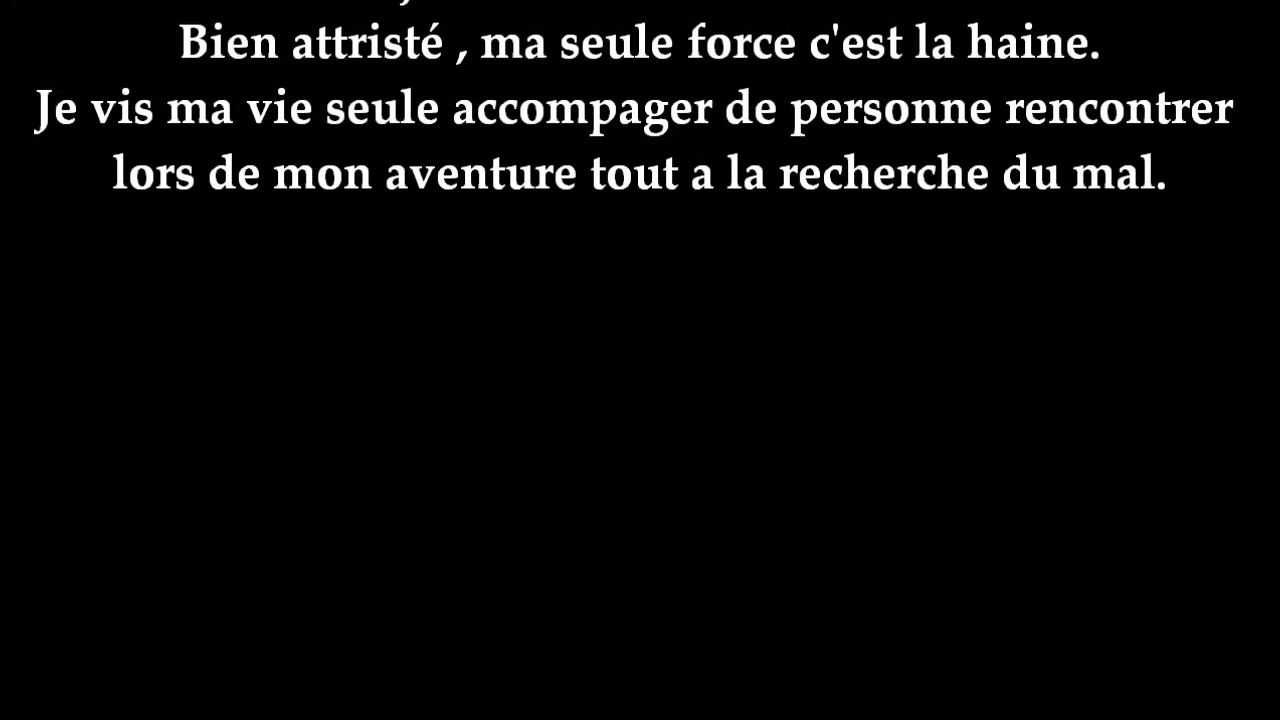 Bien attristé , ma seule force c'est la haine.
Je vis ma vie seule accompager de personne rencontrer
lors de mon aventure tout a la recherche du mal.